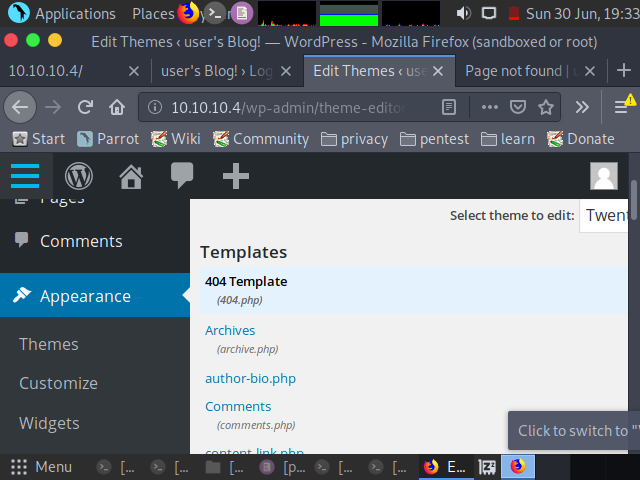 Applications Places Sun 30 Jun, 19:33
Edit Themes ‹ user's Blog! — WordPress - Mozilla Firefox (sandboxed or root)
10.10.10.4/ user's Blog! › Log Edit Themes ‹ use Page not found |
10.10.10.4/wp-admin/theme-editor
Start Parrot Wiki Community privacy pentest learn Donate
Pages
Select theme to edit: Twent
Comments
Templates
404 Template
(404.php)
Appearance
Archives
(archive.php)
Themes
author-bio.php
Customize
Comments
(comments.php)
Widgets
Click to switch to "
content-link.php
Menu [... [... [... [p... [... [... E...